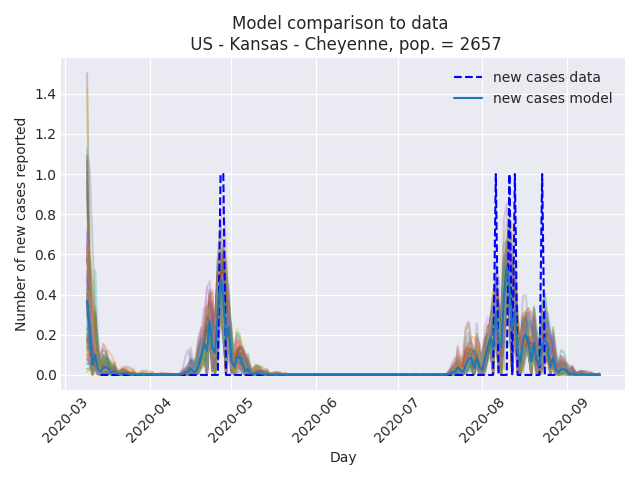 Model comparison to data
US - Kansas - Cheyenne, pop. = 2657
new cases data
new cases model
Number of new cases reported
1.4
1.2
1.0
0.8
0.6
0.4
0.2
0.0
2020-03
2020-04
2020-05
2020-06
2020-07
2020-08
2020-09
Day